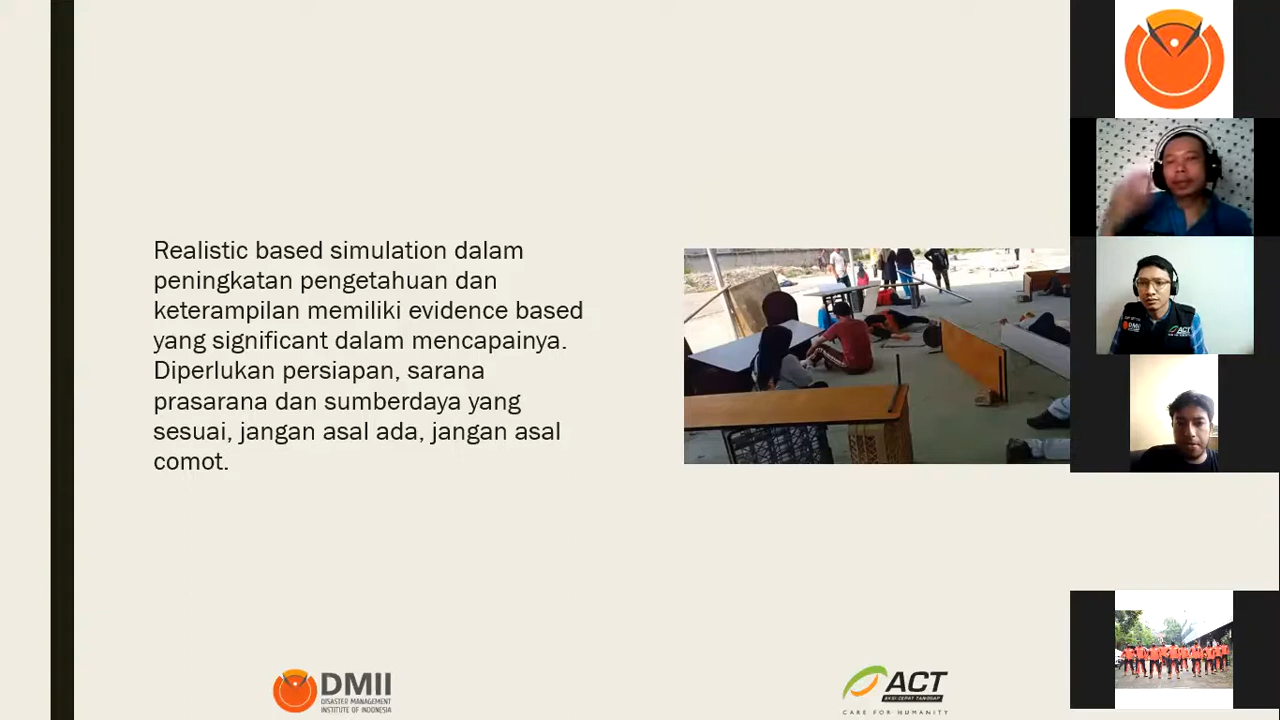 Realistic based simulation dalam
peningkatan pengetahuan dan
keterampilan memiliki evidence based
yang significant dalam mencapainya.
Diperlukan persiapan, sarana
prasarana dan sumberdaya yang
sesuai, jangan asal ada, jangan asal
comot.
DMII
DISASTER MANAGEMENT
INSTITUTE OF INDONESIA
ACT
AKSI CEPAT TANGGAP
CARE FOR HUMANITY
DMII
ACT